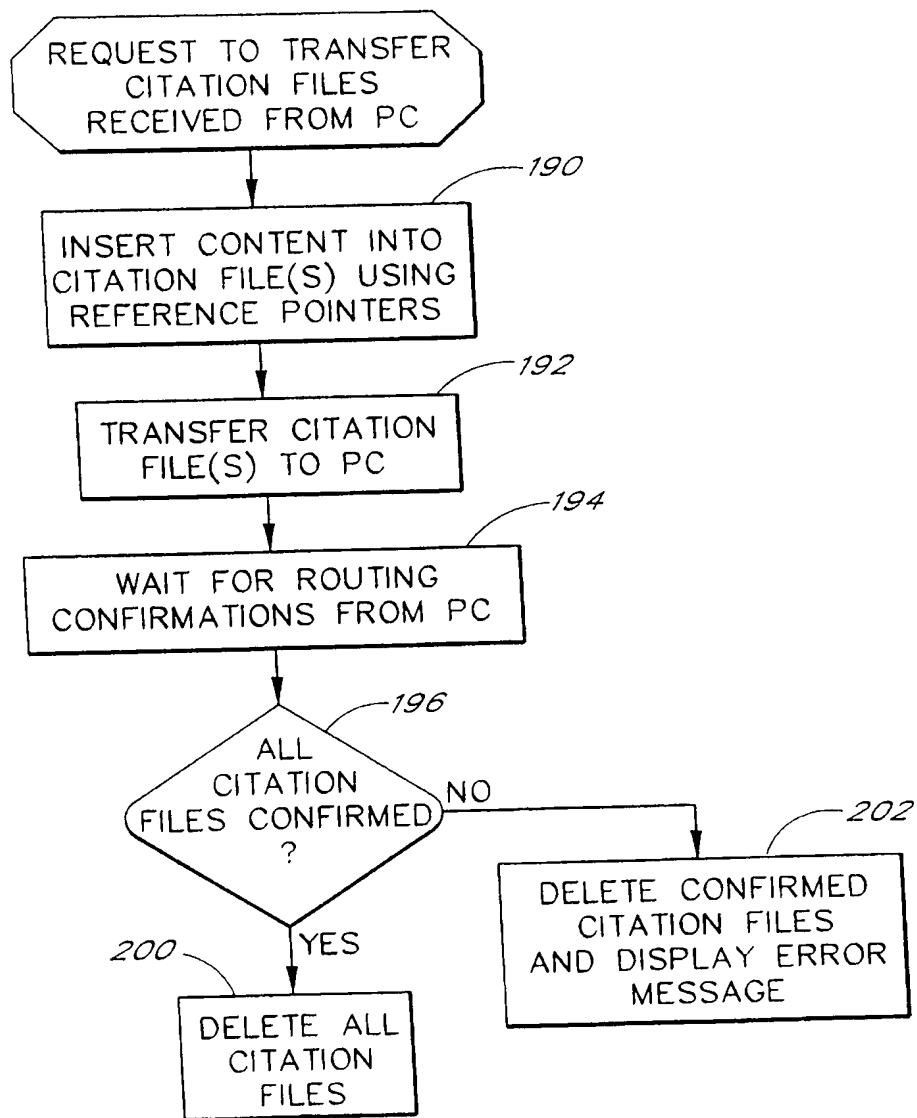 REQUEST TO TRANSFER
CITATION FILES
RECEIVED FROM PC
190
INSERT CONTENT INTO
CITATION FILE(S) USING
REFERENCE POINTERS
192
TRANSFER CITATION
FILE(S) TO PC
194
WAIT FOR ROUTING
CONFIRMATIONS FROM PC
196
ALL
CITATION
FILES CONFIRMED
?
NO
202
DELETE CONFIRMED
CITATION FILES
AND DISPLAY ERROR
MESSAGE
YES
200
DELETE ALL
CITATION
FILES